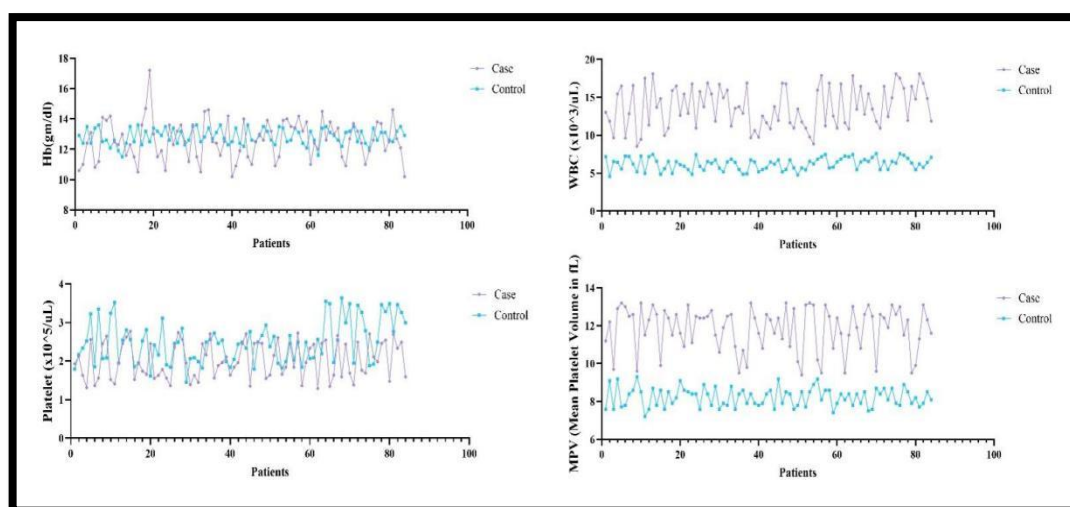 Hb(gm/dl)
18
16
14
12
10
8
0
20
40
60
80
100
Patients
Case
Control
WBC (x10^3/uL)
20
15
10
5
0
0
20
40
60
80
100
Patients
Case
Control
Platelet (x10^5/uL)
4
3
2
1
0
0
20
40
60
80
100
Patients
Case
Control
MPV (Mean Platelet Volume in fL)
14
12
10
8
6
0
20
40
60
80
100
Patients
Case
Control